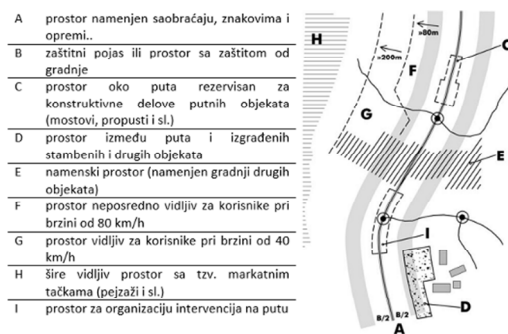 A prostor namenjen saobraćaju, znakovima i
opremi..
B zaštitni pojas ili prostor sa zaštitom od
gradnje
C prostor oko puta rezervisan za
konstruktivne delove putnih objekata
(mostovi, propusti i sl.)
D prostor između puta i izgrađenih
stambenih i drugih objekata
E namenski prostor (namenjen gradnji drugih
objekata)
F prostor neposredno vidljiv za korisnike pri
brzini od 80 km/h
G prostor vidljiv za korisnike pri brzini od 40
km/h
H šire vidljiv prostor sa tzv. markatnim
tačkama (pejzaži i sl.)
I prostor za organizaciju intervencija na putu
H
>200m
>80m
F
C
G
E
I
B/2
B/2
D
A